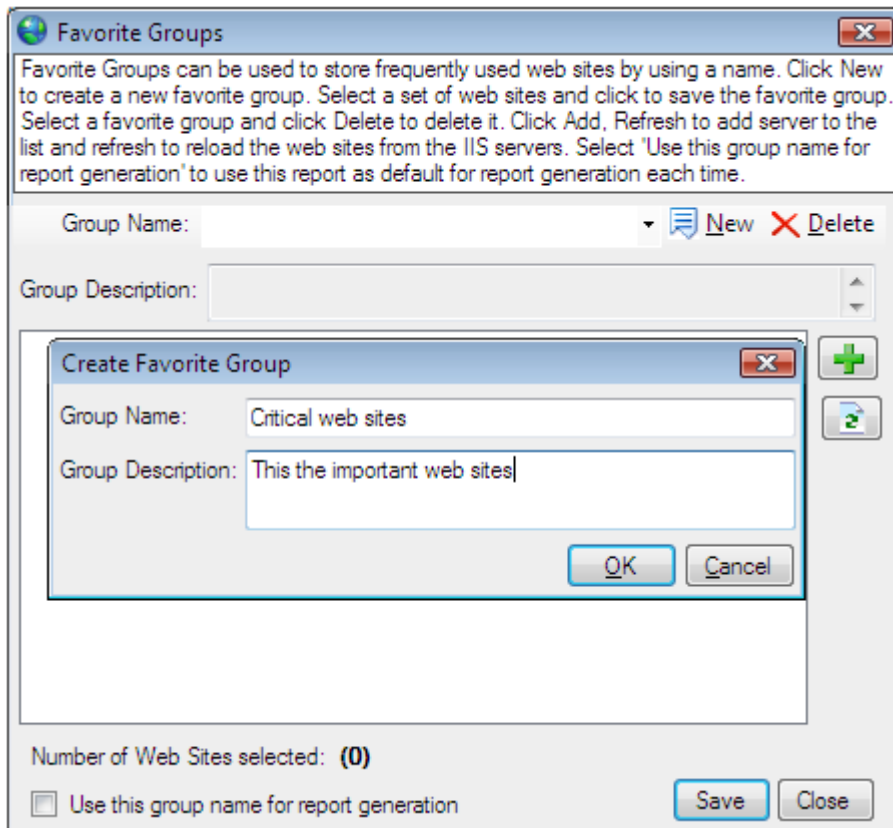 Favorite Groups
Favorite Groups can be used to store frequently used web sites by using a name. Click New
to create a new favorite group. Select a set of web sites and click to save the favorite group.
Select a favorite group and click Delete to delete it. Click Add, Refresh to add server to the
list and refresh to reload the web sites from the IIS servers. Select 'Use this group name for
report generation' to use this report as default for report generation each time.
Group Name: New Delete
Group Description:
Create Favorite Group
Group Name: Critical web sites
Group Description: This the important web sites
OK Cancel
Number of Web Sites selected: (0)
Use this group name for report generation Save Close